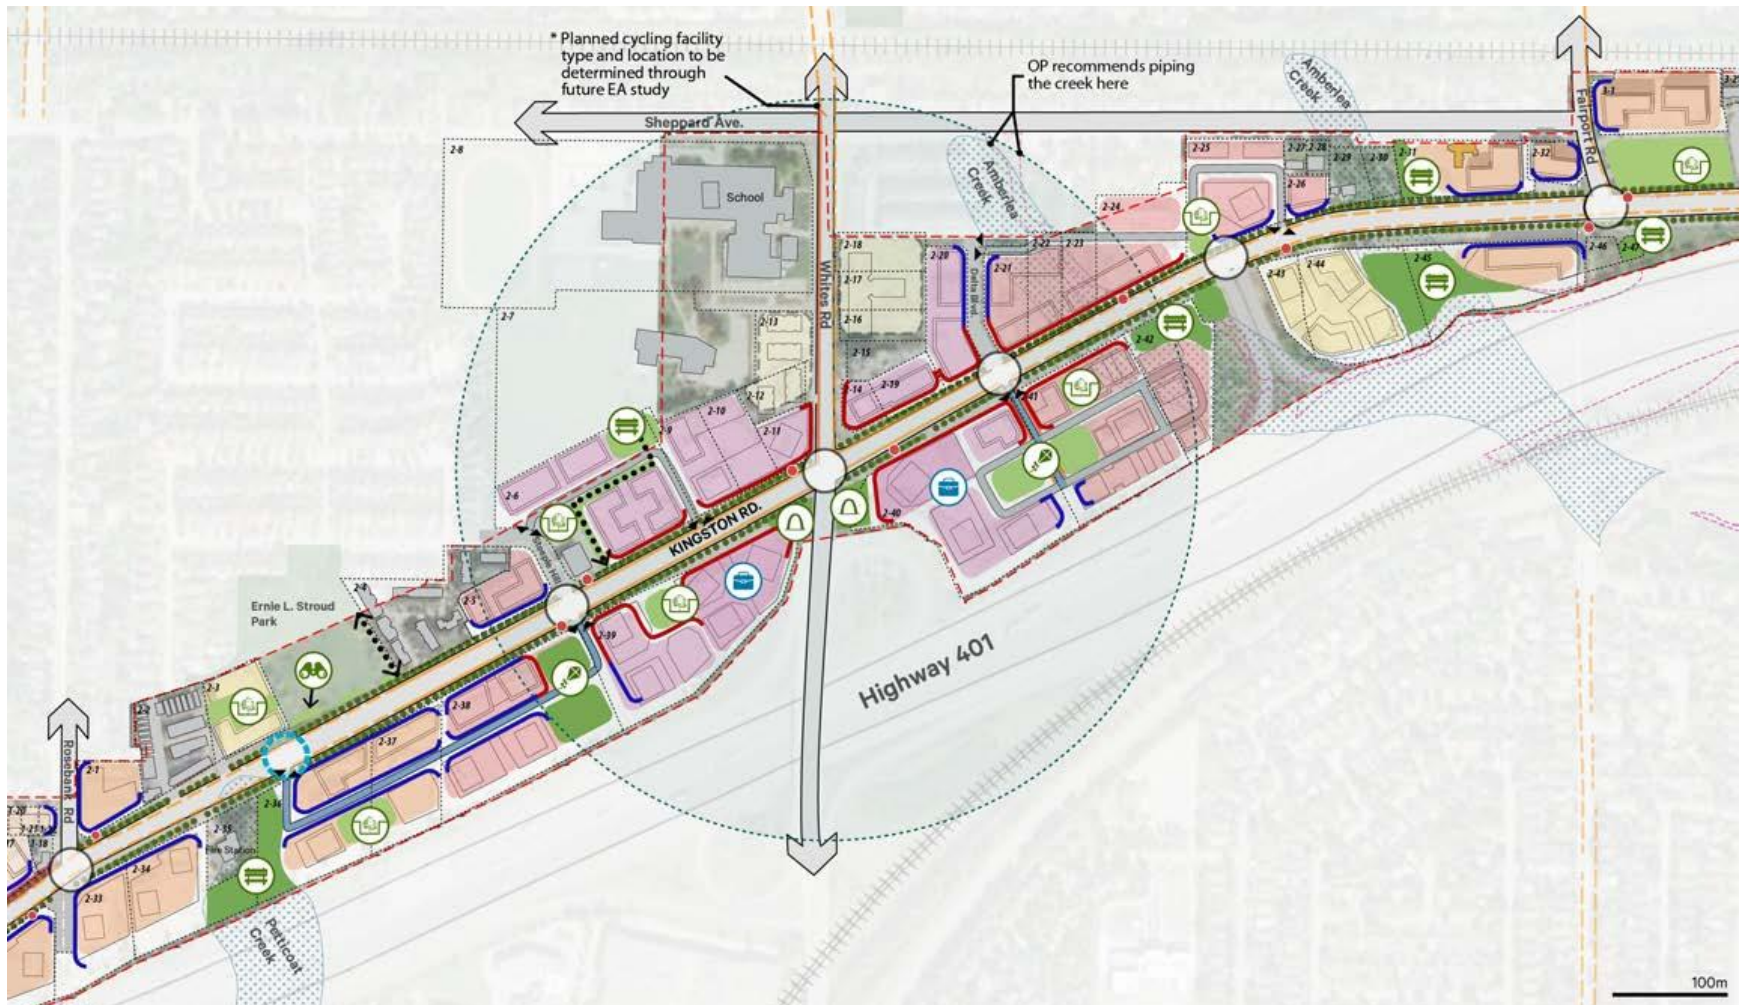 * Planned cycling facility
type and location to be
determined through
future EA study
OP recommends piping
the creek here
Amberlea
Creek
Fairport Rd
3-1
Sheppard Ave.
2-8
School
Amberlea
Creek
2-25
2-27
2-28
2-29
2-30
2-31
2-32
2-26
2-24
Whites Rd
2-18
2-17
2-16
2-15
2-20
2-22
2-23
2-21
Delta Blvd
2-43
2-44
2-45
2-46
2-47
2-7
2-13
2-12
2-14
2-19
2-42
2-9
2-10
2-11
2-41
2-6
2-40
KINGSTON RD.
2-4
2-5
Ernie L. Stroud
Park
2-39
Highway 401
2-3
2-2
2-38
2-37
Rosebank Rd
2-1
2-36
2-35
Fire Station
2-34
2-33
Petticoat
Creek
100m